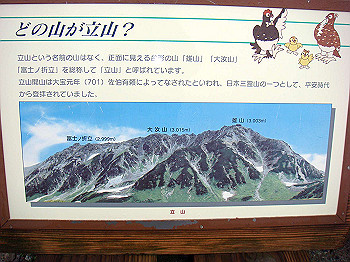 どの山が立山？
立山という名前の山はなく、正面に見える の山「雄山」「大汝山」
「富士ノ折立」を総称して「立山」と呼ばれています。
立山開山は大宝元年（701）佐伯有頼によってなされたといわれ、日本三霊山の一つとして、平安時代
から登拝されていました。
雄山（3,003m）
大汝山（3,015m）
富士ノ折立（2,999m）
立山